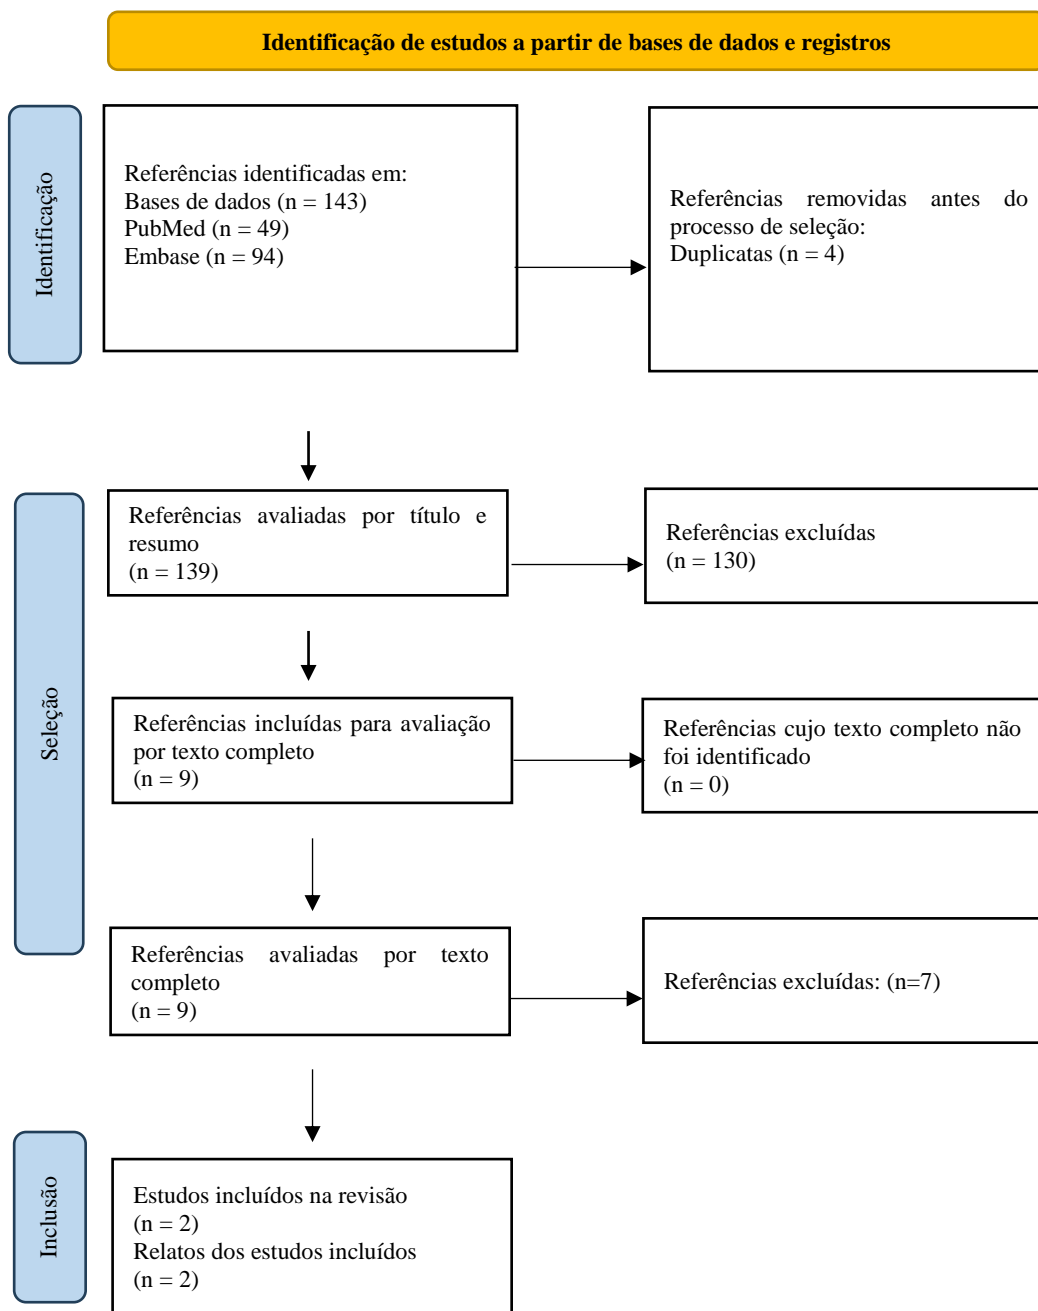 Identificação de estudos a partir de bases de dados e registros
Identificação
Referências identificadas em:
Bases de dados (n = 143)
PubMed (n = 49)
Embase (n = 94)
Referências removidas antes do
processo de seleção:
Duplicatas (n = 4)
Seleção
Referências avaliadas por título e
resumo
(n = 139)
Referências excluídas
(n = 130)
Referências incluídas para avaliação
por texto completo
(n = 9)
Referências cujo texto completo não
foi identificado
(n = 0)
Referências avaliadas por texto
completo
(n = 9)
Referências excluídas: (n=7)
Inclusão
Estudos incluídos na revisão
(n = 2)
Relatos dos estudos incluídos
(n = 2)